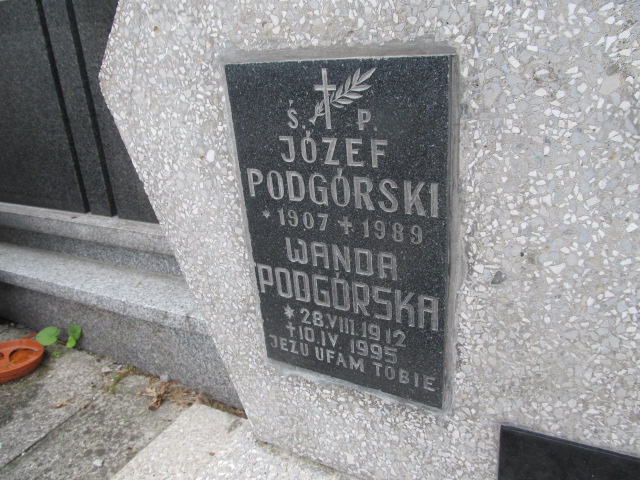 Ś. P.
JÓZEF
PODGÓRSKI
* 1907 + 1989
WANDA
PODGÓRSKA
* 28.VIII.1912
+ 10.IV.1995
JEZU UFAM TOBIE